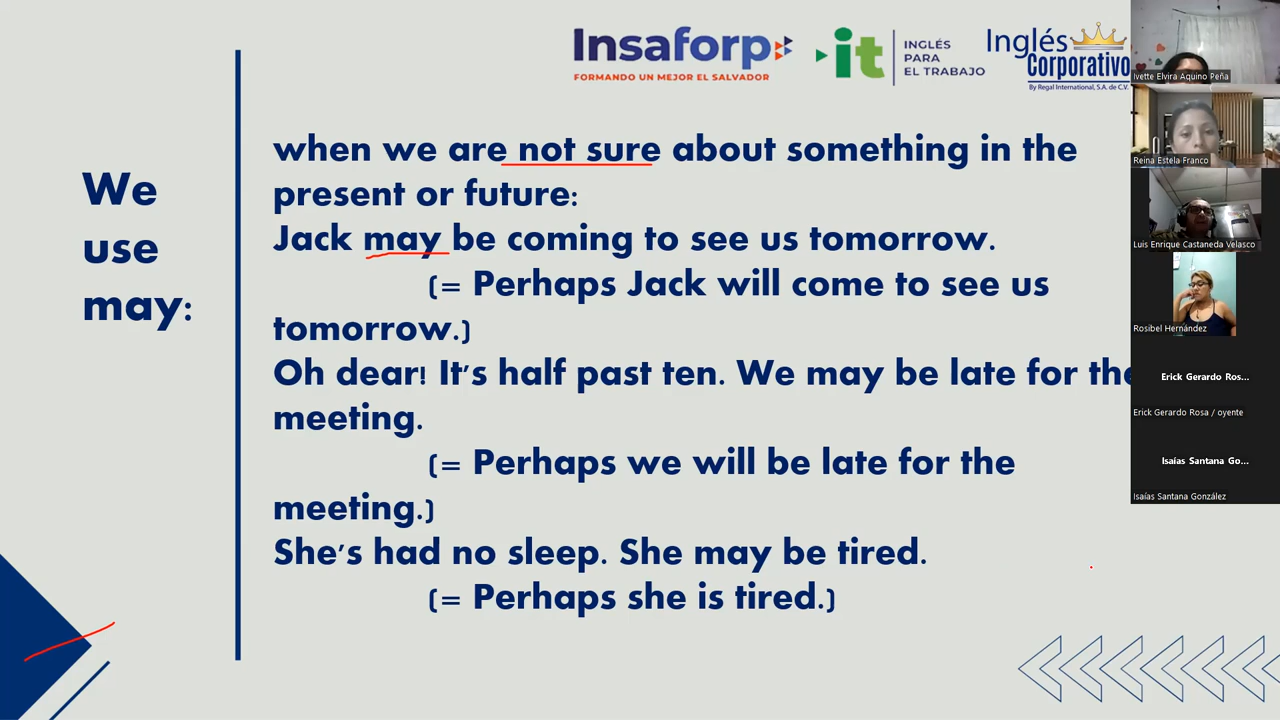 Insaforp
FORMANDO UN MEJOR EL SALVADOR
it
INGLÉS
PARA
EL TRABAJO
Inglés
Corporativo
By Regal International, S.A. de C.V.
We
use
may:
when we are not sure about something in the
present or future:
Jack may be coming to see us tomorrow.
(= Perhaps Jack will come to see us
tomorrow.)
Oh dear! It's half past ten. We may be late for the
meeting.
(= Perhaps we will be late for the
meeting.)
She's had no sleep. She may be tired.
(= Perhaps she is tired.)
Ivette Elvira Aquino Peña
Reina Estela Franco
Luis Enrique Castaneda Velasco
Rosibel Hernández
Erick Gerardo Ros...
Erick Gerardo Rosa / oyente
Isaías Santana Go...
Isaías Santana González